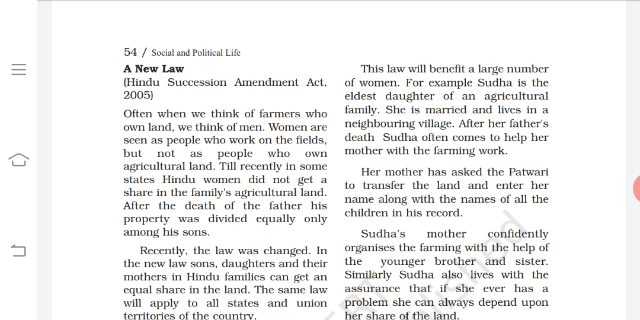 54 / Social and Political Life
A New Law
(Hindu Succession Amendment Act,
2005)
Often when we think of farmers who
own land, we think of men. Women are
seen as people who work on the fields,
but not as people who own
agricultural land. Till recently in some
states Hindu women did not get a
share in the family's agricultural land.
After the death of the father his
property was divided equally only
among his sons.
Recently, the law was changed. In
the new law sons, daughters and their
mothers in Hindu families can get an
equal share in the land. The same law
will apply to all states and union
territories of the country.
This law will benefit a large number
of women. For example Sudha is the
eldest daughter of an agricultural
family. She is married and lives in a
neighbouring village. After her father's
death Sudha often comes to help her
mother with the farming work.
Her mother has asked the Patwari
to transfer the land and enter her
name along with the names of all the
children in his record.
Sudha's mother confidently
organises the farming with the help of
the younger brother and sister.
Similarly Sudha also lives with the
assurance that if she ever has a
problem she can always depend upon
her share of the land.